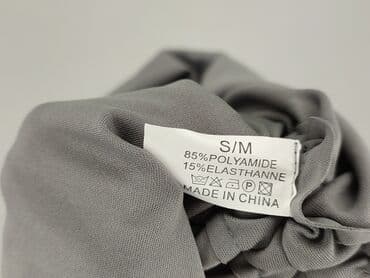 S/M
85%POLYAMIDE
15%ELASTHANNE
MADE IN CHINA